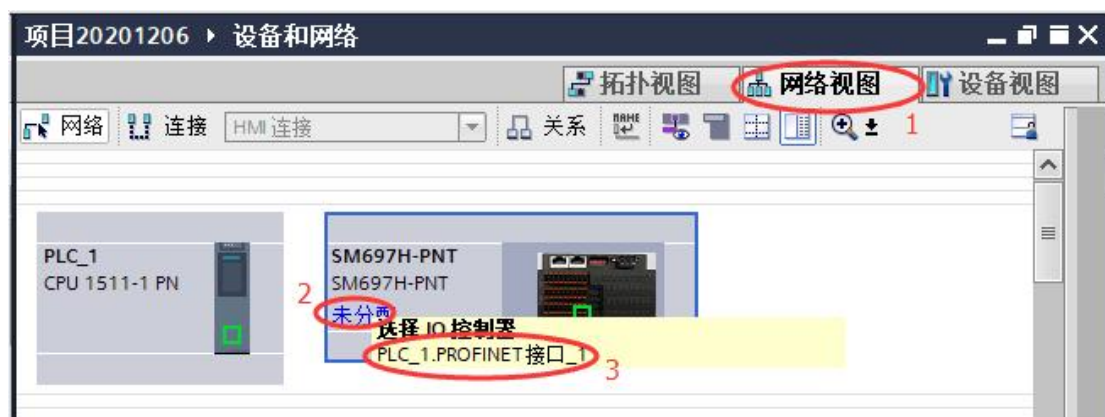 项目20201206 ▸ 设备和网络
拓扑视图 网络视图 设备视图
网络 连接 HMI 连接 关系 1
PLC_1
CPU 1511-1 PN
SM697H-PNT
SM697H-PNT
2
未分配
选择 IO 控制器
PLC_1.PROFINET接口_1
3